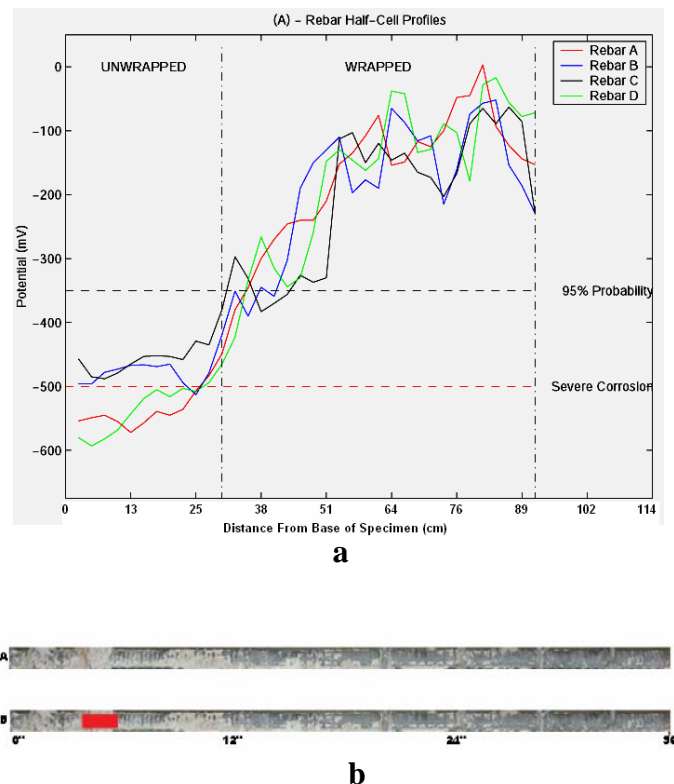 (A) - Rebar Half-Cell Profiles
UNWRAPPED
WRAPPED
Rebar A
Rebar B
Rebar C
Rebar D
0
-100
-200
-300
-400
-500
-600
Potential (mV)
95% Probability
Severe Corrosion
0 13 25 38 51 64 76 89 102 114
Distance From Base of Specimen (cm)
a
A
B
0" 12" 24" 36
b